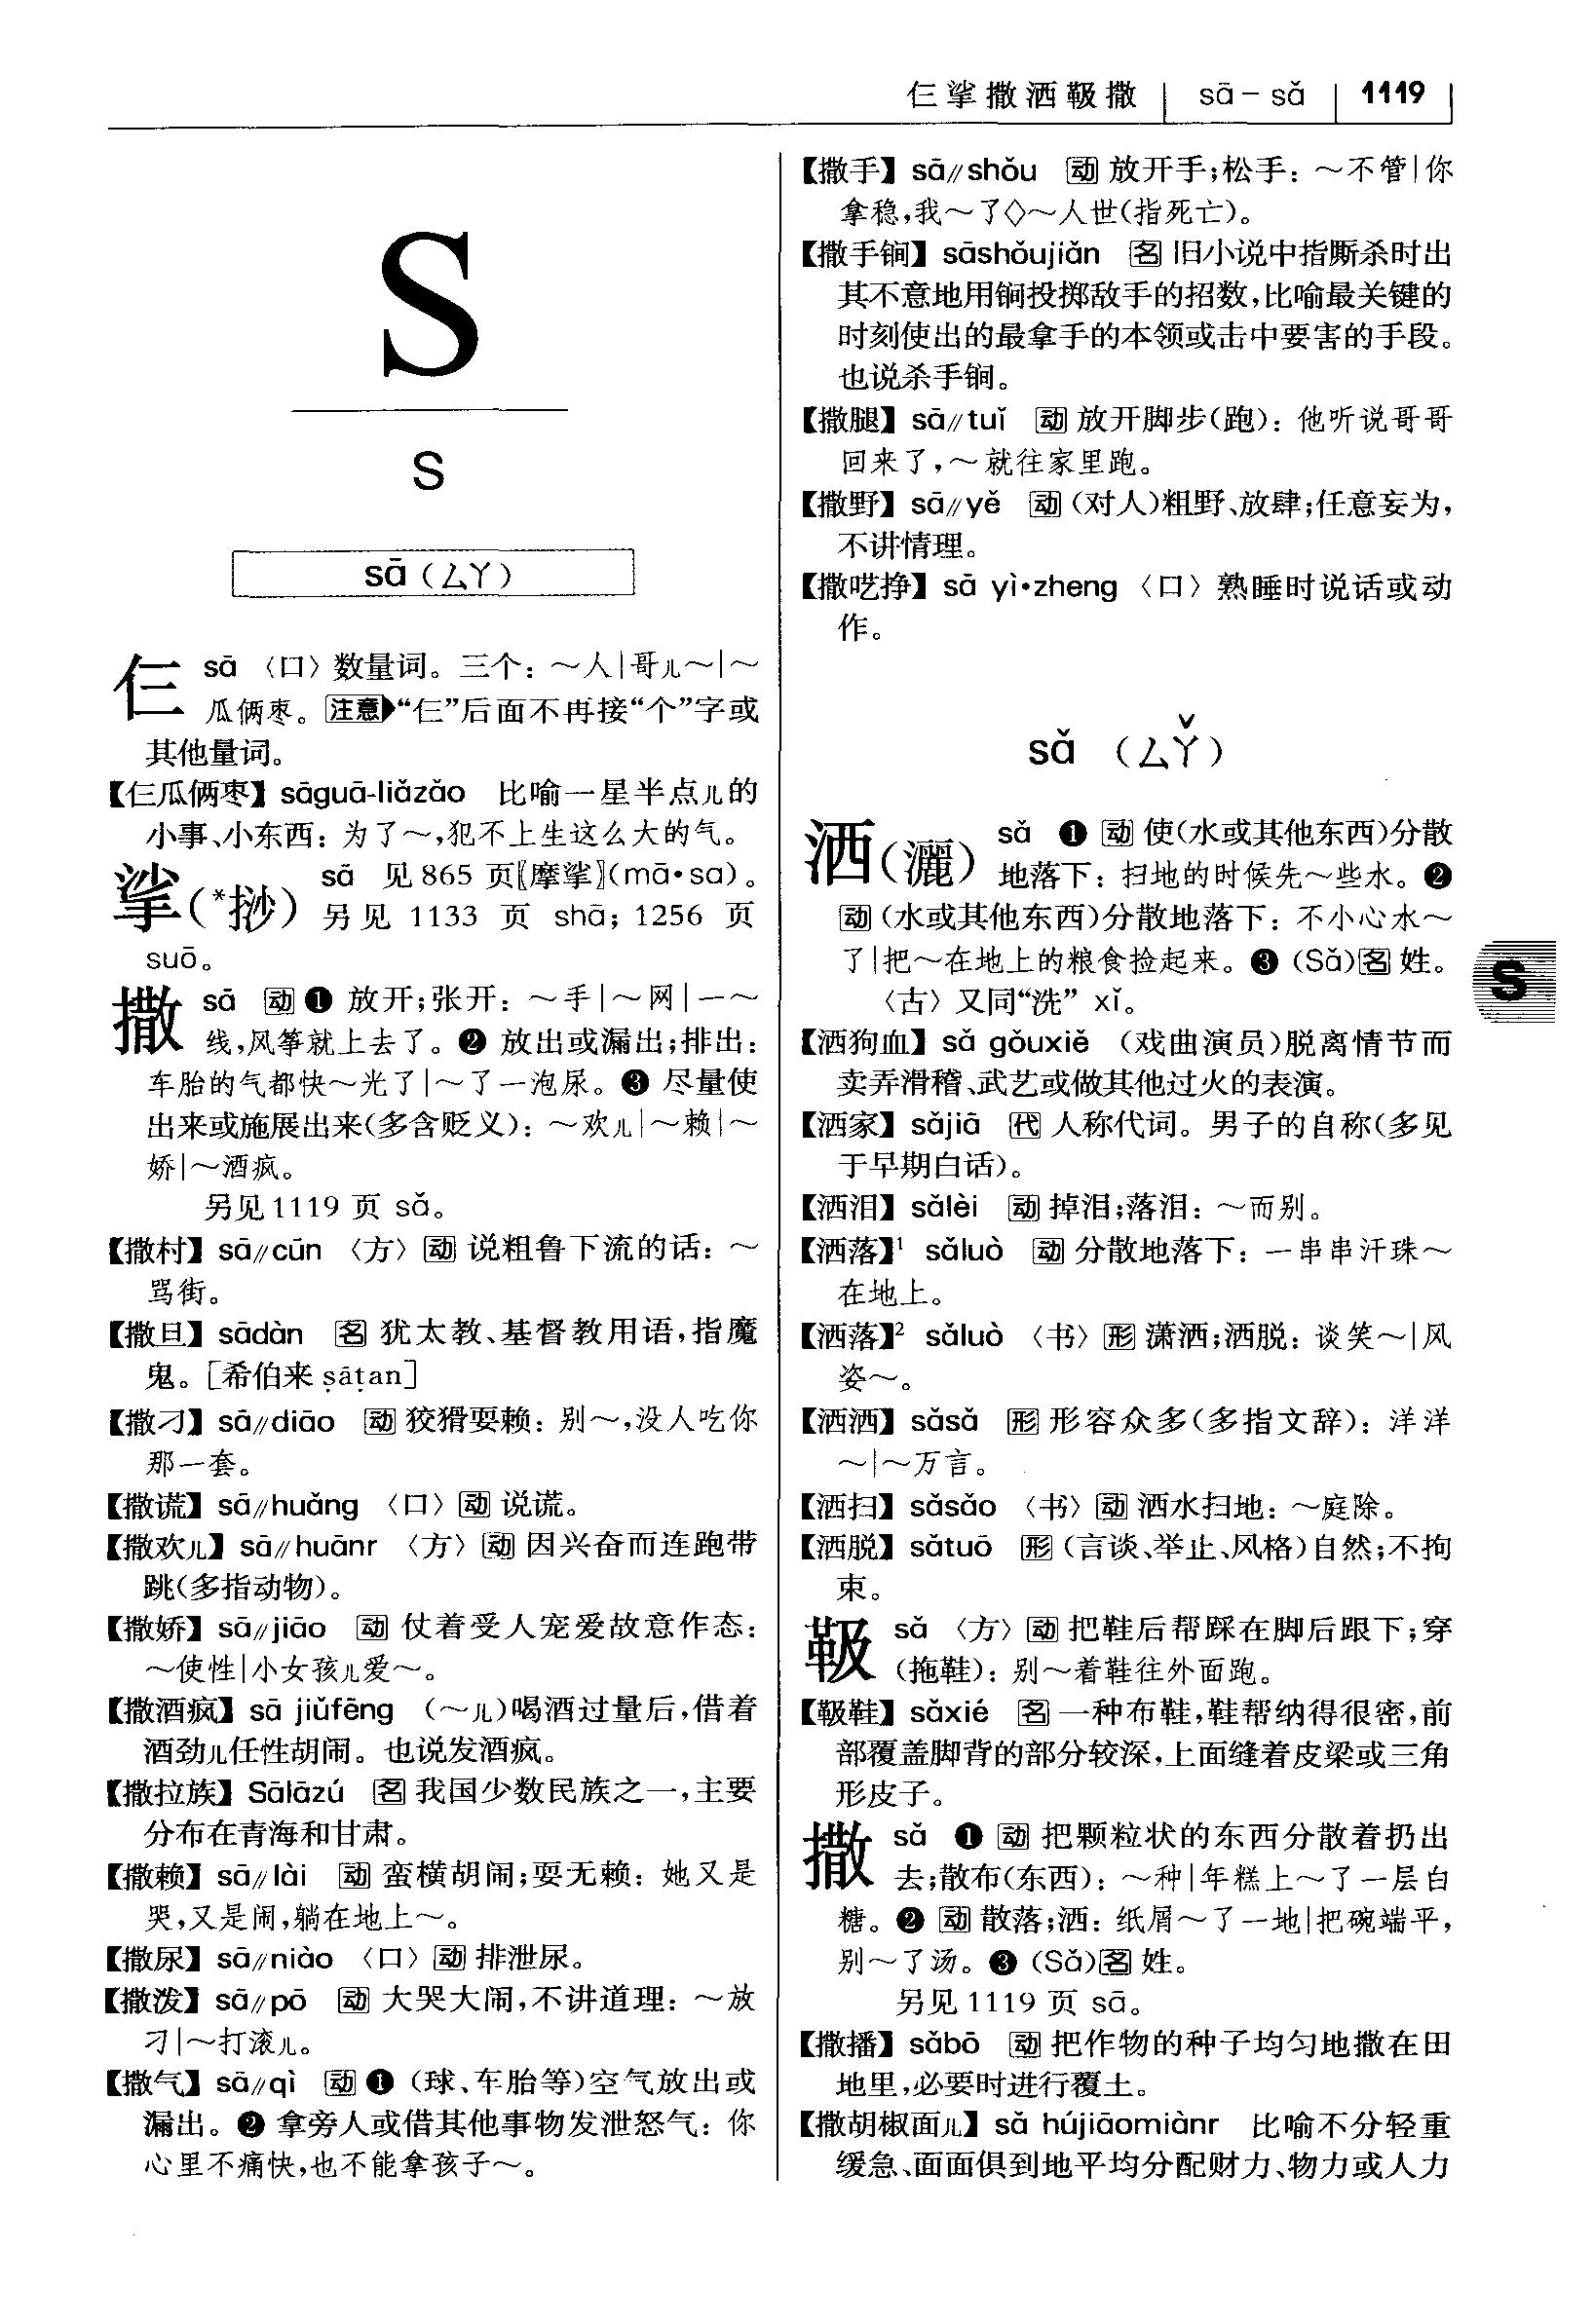 仨挲撒洒靸撒 sā－sǎ 1119
S
s
sā（ㄙㄚ）
仨 sā 〈口〉数量词。三个：～人|哥儿～|～
瓜俩枣。注意“仨”后面不再接“个”字或
其他量词。
【仨瓜俩枣】sāguā-liǎzǎo 比喻一星半点儿的
小事、小东西：为了～，犯不上生这么大的气。
挲（*挱） sā 见865页〖摩挲〗(mā·sa)。
另见1133页 shā；1256页
suō。
撒 sā 动❶ 放开；张开：～手|～网|一～
线，风筝就上去了。❷ 放出或漏出；排出：
车胎的气都快～光了|～了一泡尿。❸ 尽量使
出来或施展出来(多含贬义)：～欢儿|～赖|～
娇|～酒疯。
另见1119页 sǎ。
【撒村】sā//cūn 〈方〉动 说粗鲁下流的话：～
骂街。
【撒旦】sādàn 名 犹太教、基督教用语，指魔
鬼。[希伯来 ṣāṭan]
【撒刁】sā//diāo 动 狡猾耍赖：别～，没人吃你
那一套。
【撒谎】sā//huǎng 〈口〉动 说谎。
【撒欢儿】sā//huānr 〈方〉动 因兴奋而连跑带
跳(多指动物)。
【撒娇】sā//jiāo 动 仗着受人宠爱故意作态：
～使性|小女孩儿爱～。
【撒酒疯】sā jiǔfēng （～儿)喝酒过量后，借着
酒劲儿任性胡闹。也说发酒疯。
【撒拉族】Sālāzú 名 我国少数民族之一，主要
分布在青海和甘肃。
【撒赖】sā//lài 动 蛮横胡闹；耍无赖：她又是
哭，又是闹，躺在地上～。
【撒尿】sā//niào 〈口〉动 排泄尿。
【撒泼】sā//pō 动 大哭大闹，不讲道理：～放
刁|～打滚儿。
【撒气】sā//qì 动❶（球、车胎等)空气放出或
漏出。❷ 拿旁人或借其他事物发泄怒气：你
心里不痛快，也不能拿孩子～。
【撒手】sā//shǒu 动 放开手；松手：～不管|你
拿稳，我～了◇～人世(指死亡)。
【撒手锏】sāshǒujiǎn 名 旧小说中指厮杀时出
其不意地用锏投掷敌手的招数，比喻最关键的
时刻使出的最拿手的本领或击中要害的手段。
也说杀手锏。
【撒腿】sā//tuǐ 动 放开脚步(跑)：他听说哥哥
回来了，～就往家里跑。
【撒野】sā//yě 动（对人)粗野、放肆；任意妄为，
不讲情理。
【撒呓挣】sā yì·zheng 〈口〉熟睡时说话或动
作。
sǎ （ㄙㄚˇ）
洒（灑） sǎ ❶ 动 使(水或其他东西)分散
地落下：扫地的时候先～些水。❷
动（水或其他东西)分散地落下：不小心水～
了|把～在地上的粮食捡起来。❸（Sǎ)名 姓。
〈古〉又同“洗”xǐ。
【洒狗血】sǎ gǒuxiě （戏曲演员)脱离情节而
卖弄滑稽、武艺或做其他过火的表演。
【洒家】sǎjiā 代 人称代词。男子的自称(多见
于早期白话)。
【洒泪】sǎlèi 动 掉泪；落泪：～而别。
【洒落】¹ sǎluò 动 分散地落下：一串串汗珠～
在地上。
【洒落】² sǎluò 〈书〉形 潇洒；洒脱：谈笑～|风
姿～。
【洒洒】sǎsǎ 形 形容众多(多指文辞)：洋洋
～|～万言。
【洒扫】sǎsǎo 〈书〉动 洒水扫地：～庭除。
【洒脱】sǎtuō 形（言谈、举止、风格)自然；不拘
束。
靸 sǎ 〈方〉动 把鞋后帮踩在脚后跟下；穿
（拖鞋)：别～着鞋往外面跑。
【靸鞋】sǎxié 名 一种布鞋，鞋帮纳得很密，前
部覆盖脚背的部分较深，上面缝着皮梁或三角
形皮子。
撒 sǎ ❶ 动 把颗粒状的东西分散着扔出
去；散布(东西)：～种|年糕上～了一层白
糖。❷ 动 散落；洒：纸屑～了一地|把碗端平，
别～了汤。❸（Sǎ)名 姓。
另见1119页 sā。
【撒播】sǎbō 动 把作物的种子均匀地撒在田
地里，必要时进行覆土。
【撒胡椒面儿】sǎ hújiāomiànr 比喻不分轻重
缓急、面面俱到地平均分配财力、物力或人力
S